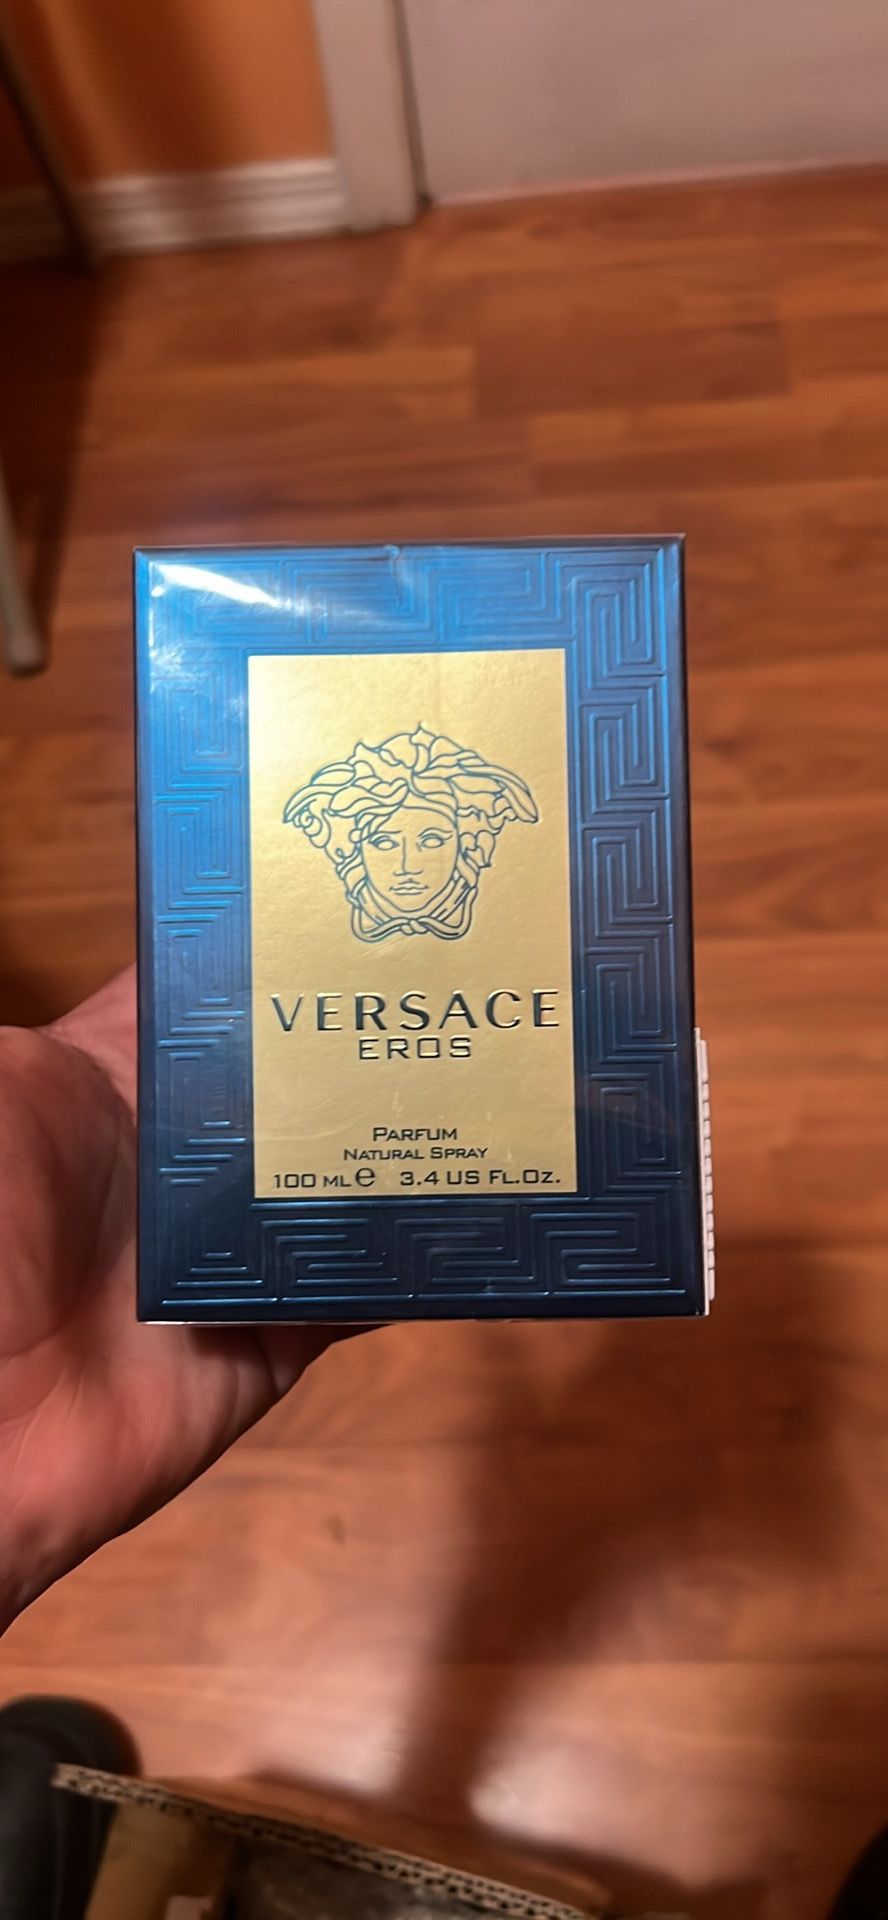 VERSACE
EROS
PARFUM
NATURAL SPRAY
100 ML ℮ 3.4 US FL.OZ.